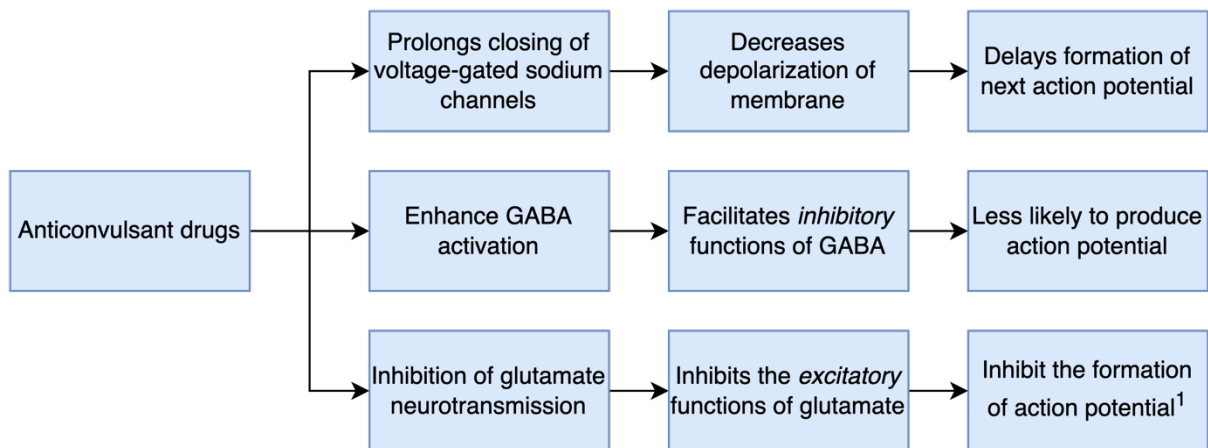 Prolongs closing of
voltage-gated sodium
channels
Decreases
depolarization of
membrane
Delays formation of
next action potential
Anticonvulsant drugs
Enhance GABA
activation
Facilitates inhibitory
functions of GABA
Less likely to produce
action potential
Inhibition of glutamate
neurotransmission
Inhibits the excitatory
functions of glutamate
Inhibit the formation
of action potential¹